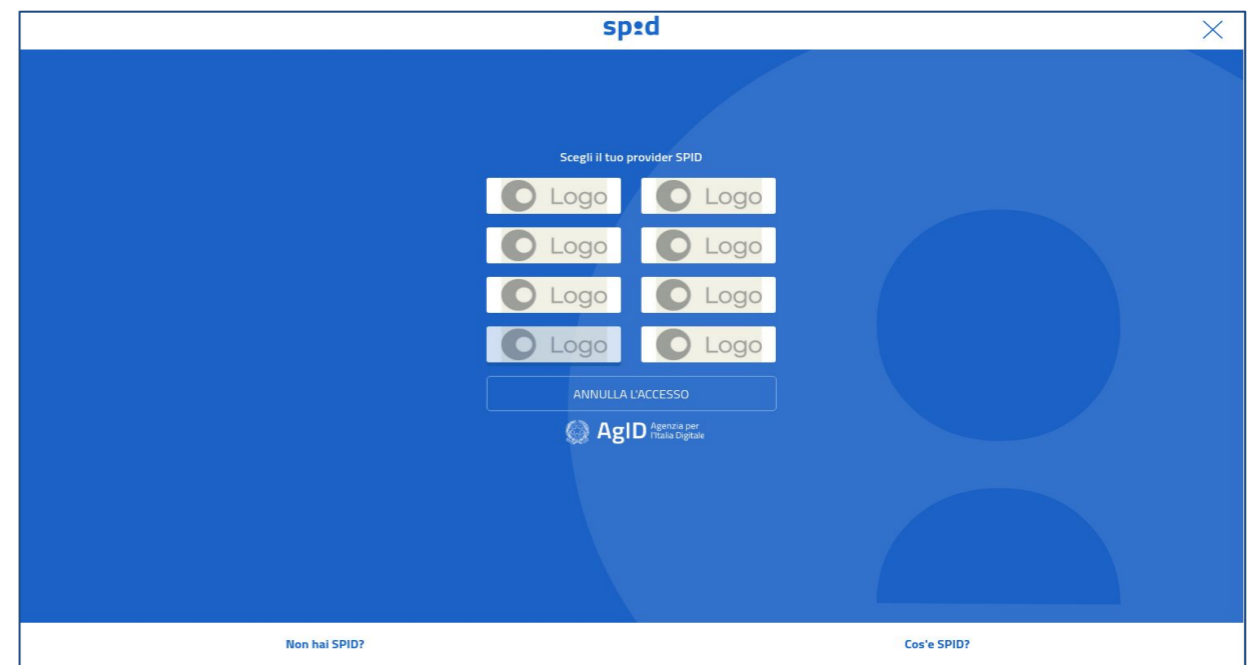 sp:d
Scegli il tuo provider SPID
Logo Logo
Logo Logo
Logo Logo
Logo Logo
ANNULLA L'ACCESSO
AgID Agenzia per
l'Italia Digitale
Non hai SPID? Cos'e SPID?